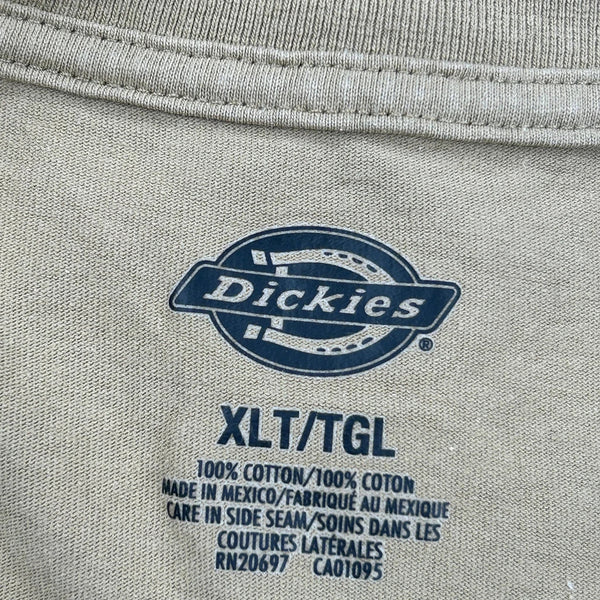 Dickies
®
XLT/TGL
100% COTTON/100% COTON
MADE IN MEXICO/FABRIQUÉ AU MEXIQUE
CARE IN SIDE SEAM/SOINS DANS LES
COUTURES LATÉRALES
RN20697 CA01095